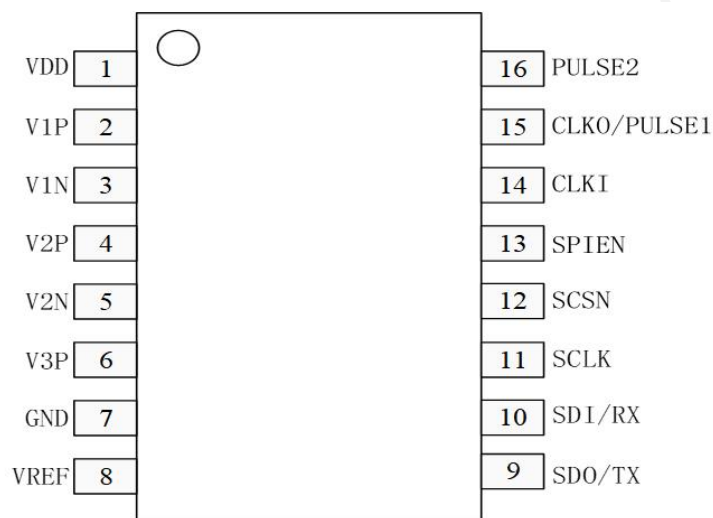 VDD 1 16 PULSE2
V1P 2 15 CLKO/PULSE1
V1N 3 14 CLKI
V2P 4 13 SPIEN
V2N 5 12 SCSN
V3P 6 11 SCLK
GND 7 10 SDI/RX
VREF 8 9 SDO/TX